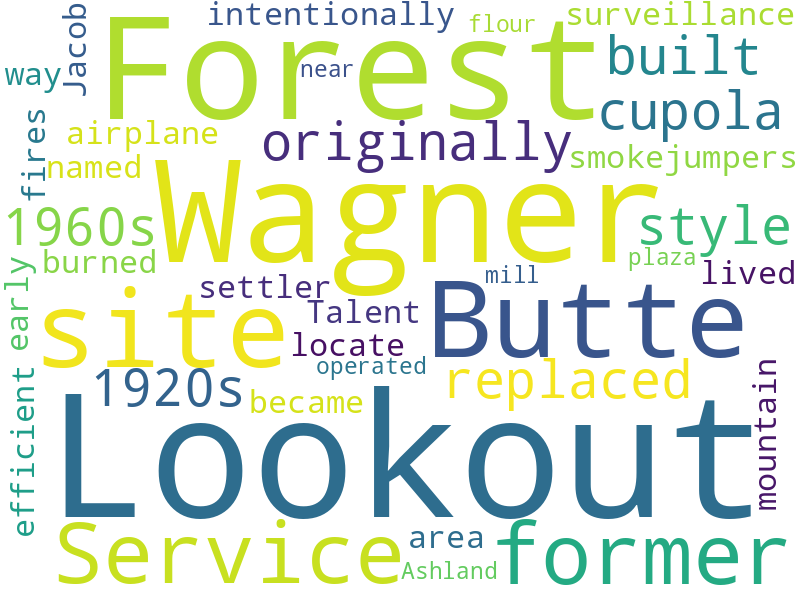 intentionally
flour
surveillance
Jacob
Forest
built
near
way
cupola
airplane
originally
fires
named
smokejumpers
Wagner
1960s
style
burned
plaza
lived
settler
mill
early
site
Talent
Butte
locate
operated
1920s
became
replaced
mountain
efficient
Lookout
Service
area
former
Ashland